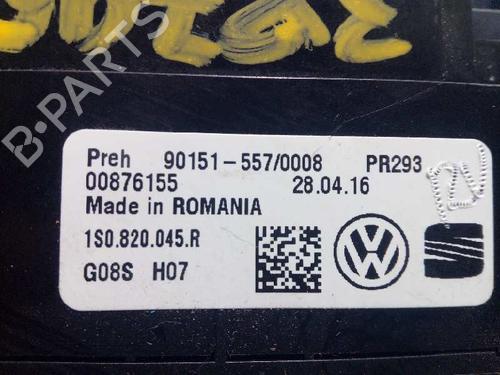 B-PARTS
Preh 90151-557/0008 PR293
00876155 28.04.16
Made in ROMANIA
1S0.820.045.R
G08S H07